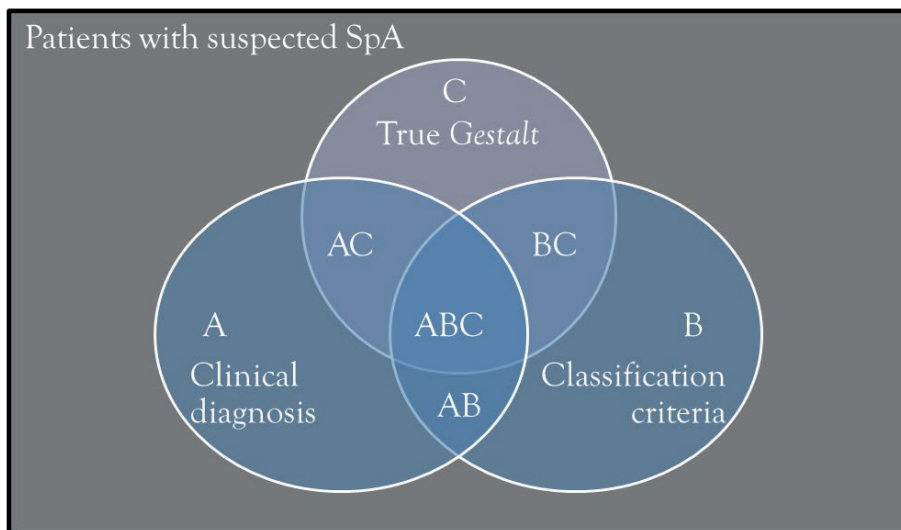 Patients with suspected SpA
C
True Gestalt
AC
BC
A
ABC
B
Clinical
diagnosis
Classification
criteria
AB